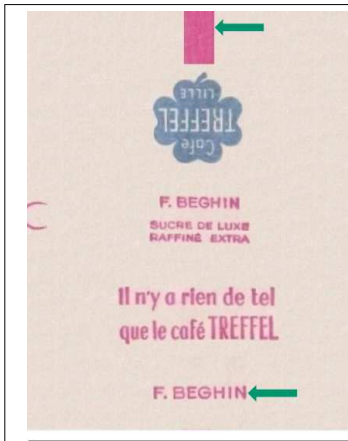 LILLE
TREFFEL
Café
F. BEGHIN
SUCRE DE LUXE
RAFFINÉ EXTRA
Il n'y a rien de tel
que le café TREFFEL
F. BEGHIN